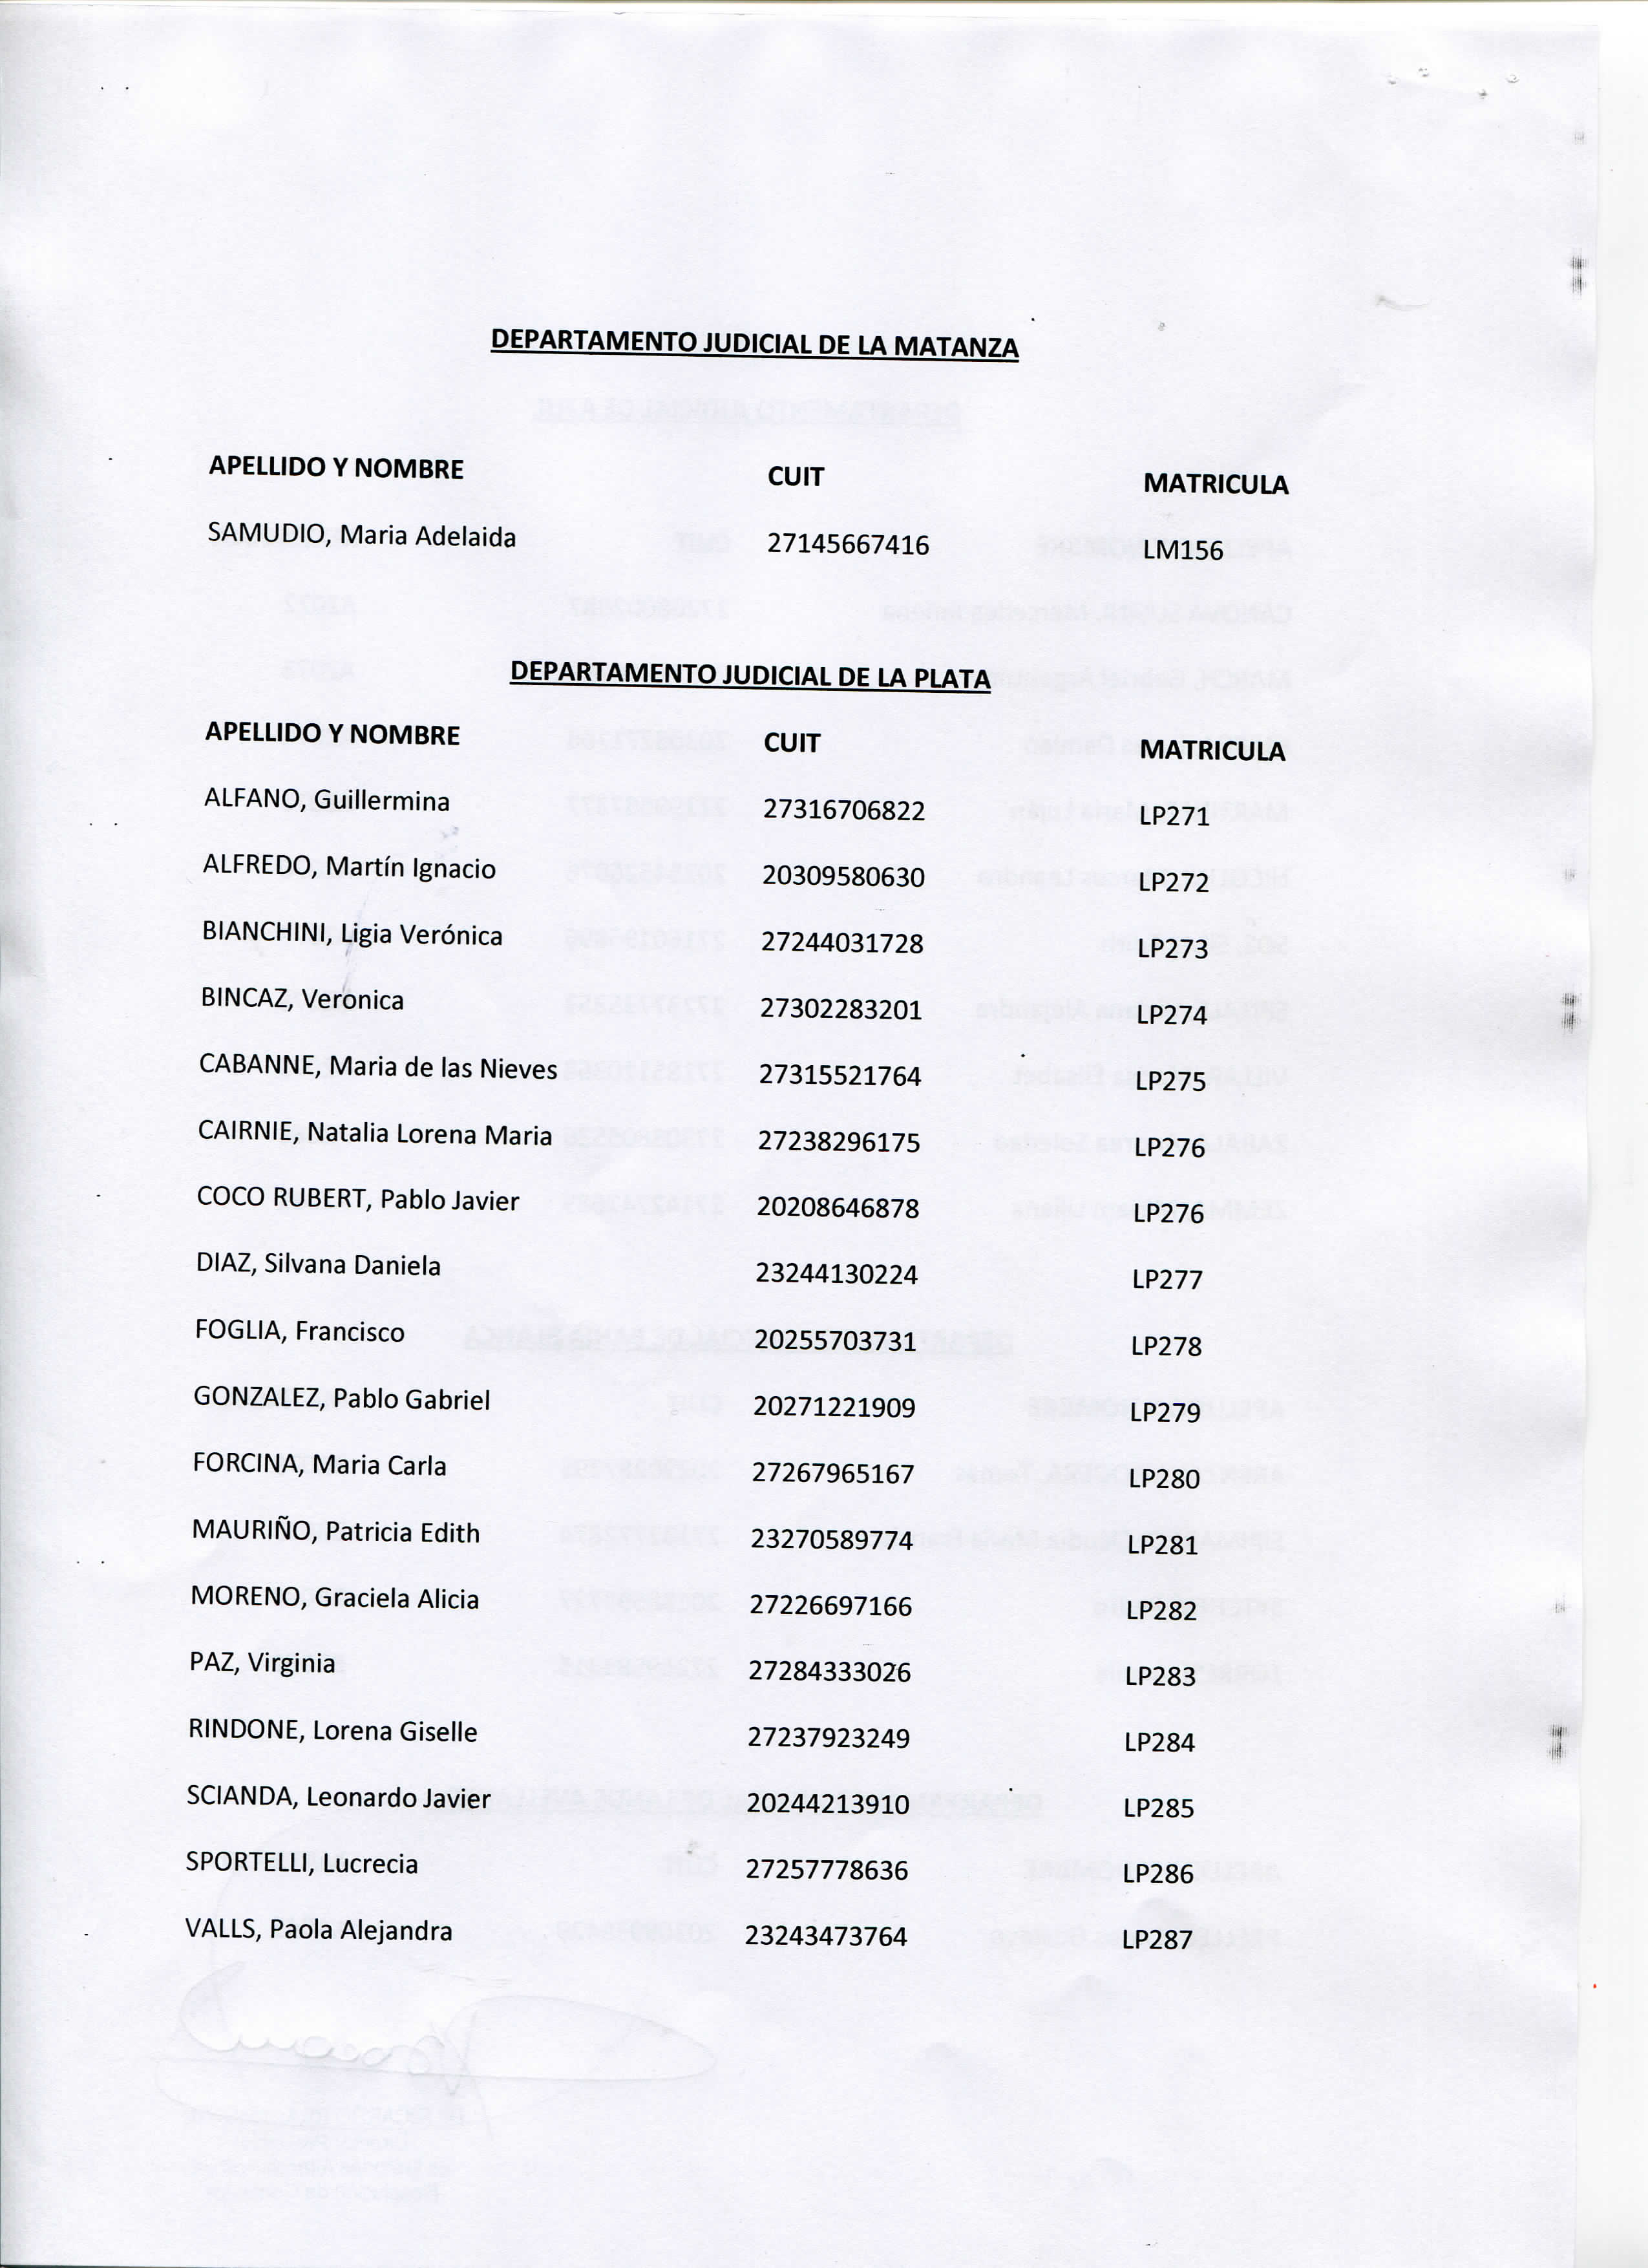 DEPARTAMENTO JUDICIAL DE LA MATANZA
APELLIDO Y NOMBRE CUIT MATRICULA
SAMUDIO, Maria Adelaida 27145667416 LM156
DEPARTAMENTO JUDICIAL DE LA PLATA
APELLIDO Y NOMBRE CUIT MATRICULA
ALFANO, Guillermina 27316706822 LP271
ALFREDO, Martín Ignacio 20309580630 LP272
BIANCHINI, Ligia Verónica 27244031728 LP273
BINCAZ, Veronica 27302283201 LP274
CABANNE, Maria de las Nieves 27315521764 LP275
CAIRNIE, Natalia Lorena Maria 27238296175 LP276
COCO RUBERT, Pablo Javier 20208646878 LP276
DIAZ, Silvana Daniela 23244130224 LP277
FOGLIA, Francisco 20255703731 LP278
GONZALEZ, Pablo Gabriel 20271221909 LP279
FORCINA, Maria Carla 27267965167 LP280
MAURIÑO, Patricia Edith 23270589774 LP281
MORENO, Graciela Alicia 27226697166 LP282
PAZ, Virginia 27284333026 LP283
RINDONE, Lorena Giselle 27237923249 LP284
SCIANDA, Leonardo Javier 20244213910 LP285
SPORTELLI, Lucrecia 27257778636 LP286
VALLS, Paola Alejandra 23243473764 LP287